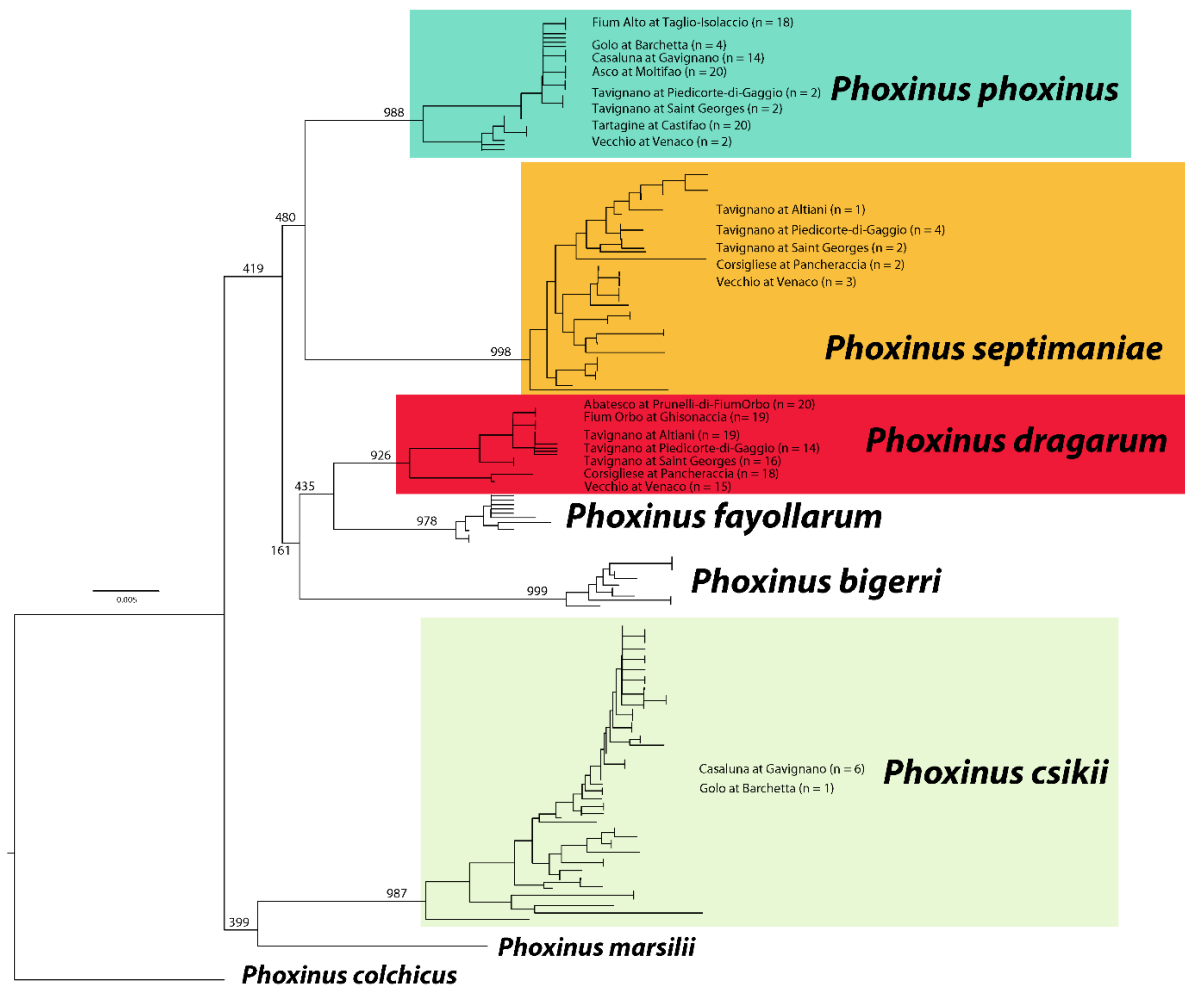 Fium Alto at Taglio-Isolaccio (n = 18)
Golo at Barchetta (n = 4)
Casaluna at Gavignano (n = 14)
Asco at Moltifao (n = 20)
Tavignano at Piedicorte-di-Gaggio (n = 2)
Tavignano at Saint Georges (n = 2)
Tartagine at Castifao (n = 20)
Vecchio at Venaco (n = 2)
Phoxinus phoxinus
988
Tavignano at Altiani (n = 1)
Tavignano at Piedicorte-di-Gaggio (n = 4)
Tavignano at Saint Georges (n = 2)
Corsigliese at Pancheraccia (n = 2)
Vecchio at Venaco (n = 3)
480
419
Phoxinus septimaniae
998
Abatesco at Prunelli-di-FiumOrbo (n = 20)
Fium Orbo at Ghisonaccia (n = 19)
Tavignano at Altiani (n = 19)
Tavignano at Piedicorte-di-Gaggio (n = 14)
Tavignano at Saint Georges (n = 16)
Corsigliese at Pancheraccia (n = 18)
Vecchio at Venaco (n = 15)
Phoxinus dragarum
926
435
978
Phoxinus fayollarum
161
999
Phoxinus bigerri
0.005
Casaluna at Gavignano (n = 6)
Golo at Barchetta (n = 1)
Phoxinus csikii
987
399
Phoxinus marsilii
Phoxinus colchicus